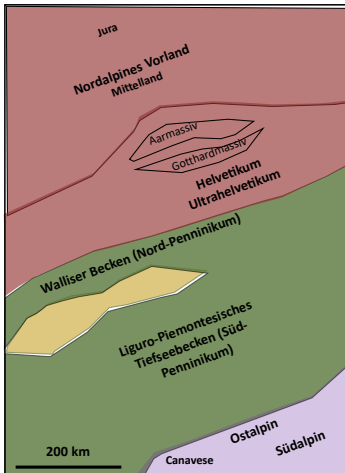 Jura
Nordalpines Vorland
Mittelland
Aarmassiv
Gotthardmassiv
Helvetikum
Ultrahelvetikum
Walliser Becken (Nord-Penninikum)
Liguro-Piemontesisches
Tiefseebecken (Süd-
Penninikum)
Ostalpin
Südalpin
Canavese
200 km